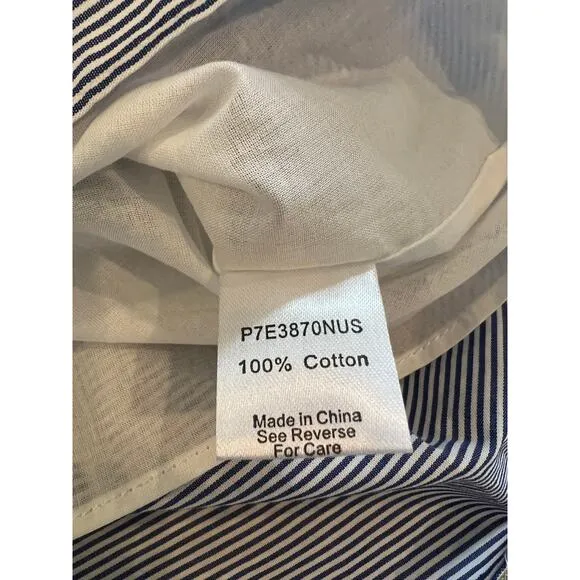 P7E3870NUS
100% Cotton
Made in China
See Reverse
For Care